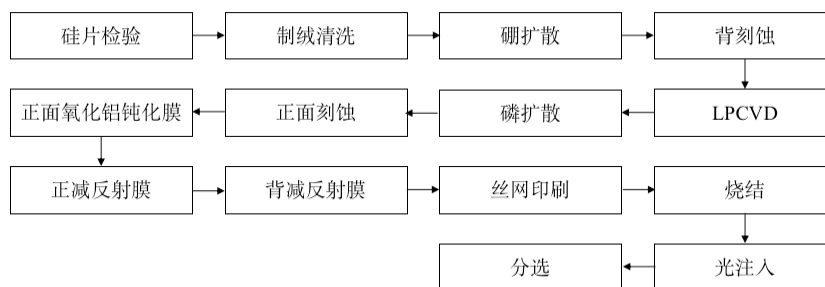 硅片检验
制绒清洗
硼扩散
背刻蚀
LPCVD
磷扩散
正面刻蚀
正面氧化铝钝化膜
正减反射膜
背减反射膜
丝网印刷
烧结
光注入
分选